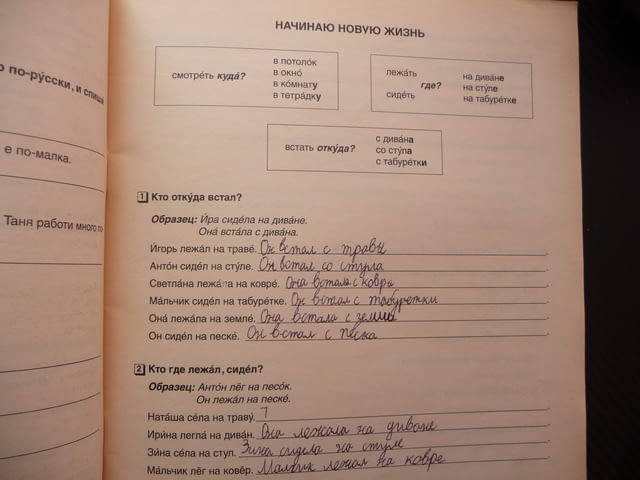 по-ру́сски, и спиши
е по-малка.
Таня работи много
НАЧИНАЮ НОВУЮ ЖИЗНЬ
смотре́ть куда́?
в потоло́к
в окно́
в ко́мнату
в тетра́дку
лежа́ть
где?
сиде́ть
на дива́не
на сту́ле
на табуре́тке
встать отку́да?
с дива́на
со сту́ла
с табуре́тки
1 Кто отку́да встал?
Образец: И́ра сиде́ла на дива́не.
Она́ вста́ла с дива́на.
И́горь лежа́л на траве́. Он встал с травы
Анто́н сиде́л на сту́ле. Он встал со стула
Светла́на лежа́ла на ковре́. Она встала с ковра
Ма́льчик сиде́л на табуре́тке. Он встал с табуретки
Она́ лежа́ла на земле́. Она встала с земли
Он сиде́л на песке́. Он встал с песка
2 Кто где лежа́л, сиде́л?
Образец: Анто́н лёг на песо́к.
Он лежа́л на песке́.
Ната́ша се́ла на траву́.
Ири́на легла́ на дива́н. Она лежала на диване
Зи́на се́ла на стул. Зина сидела на стуле
Ма́льчик лёг на ковёр. Малчик лежал на ковре